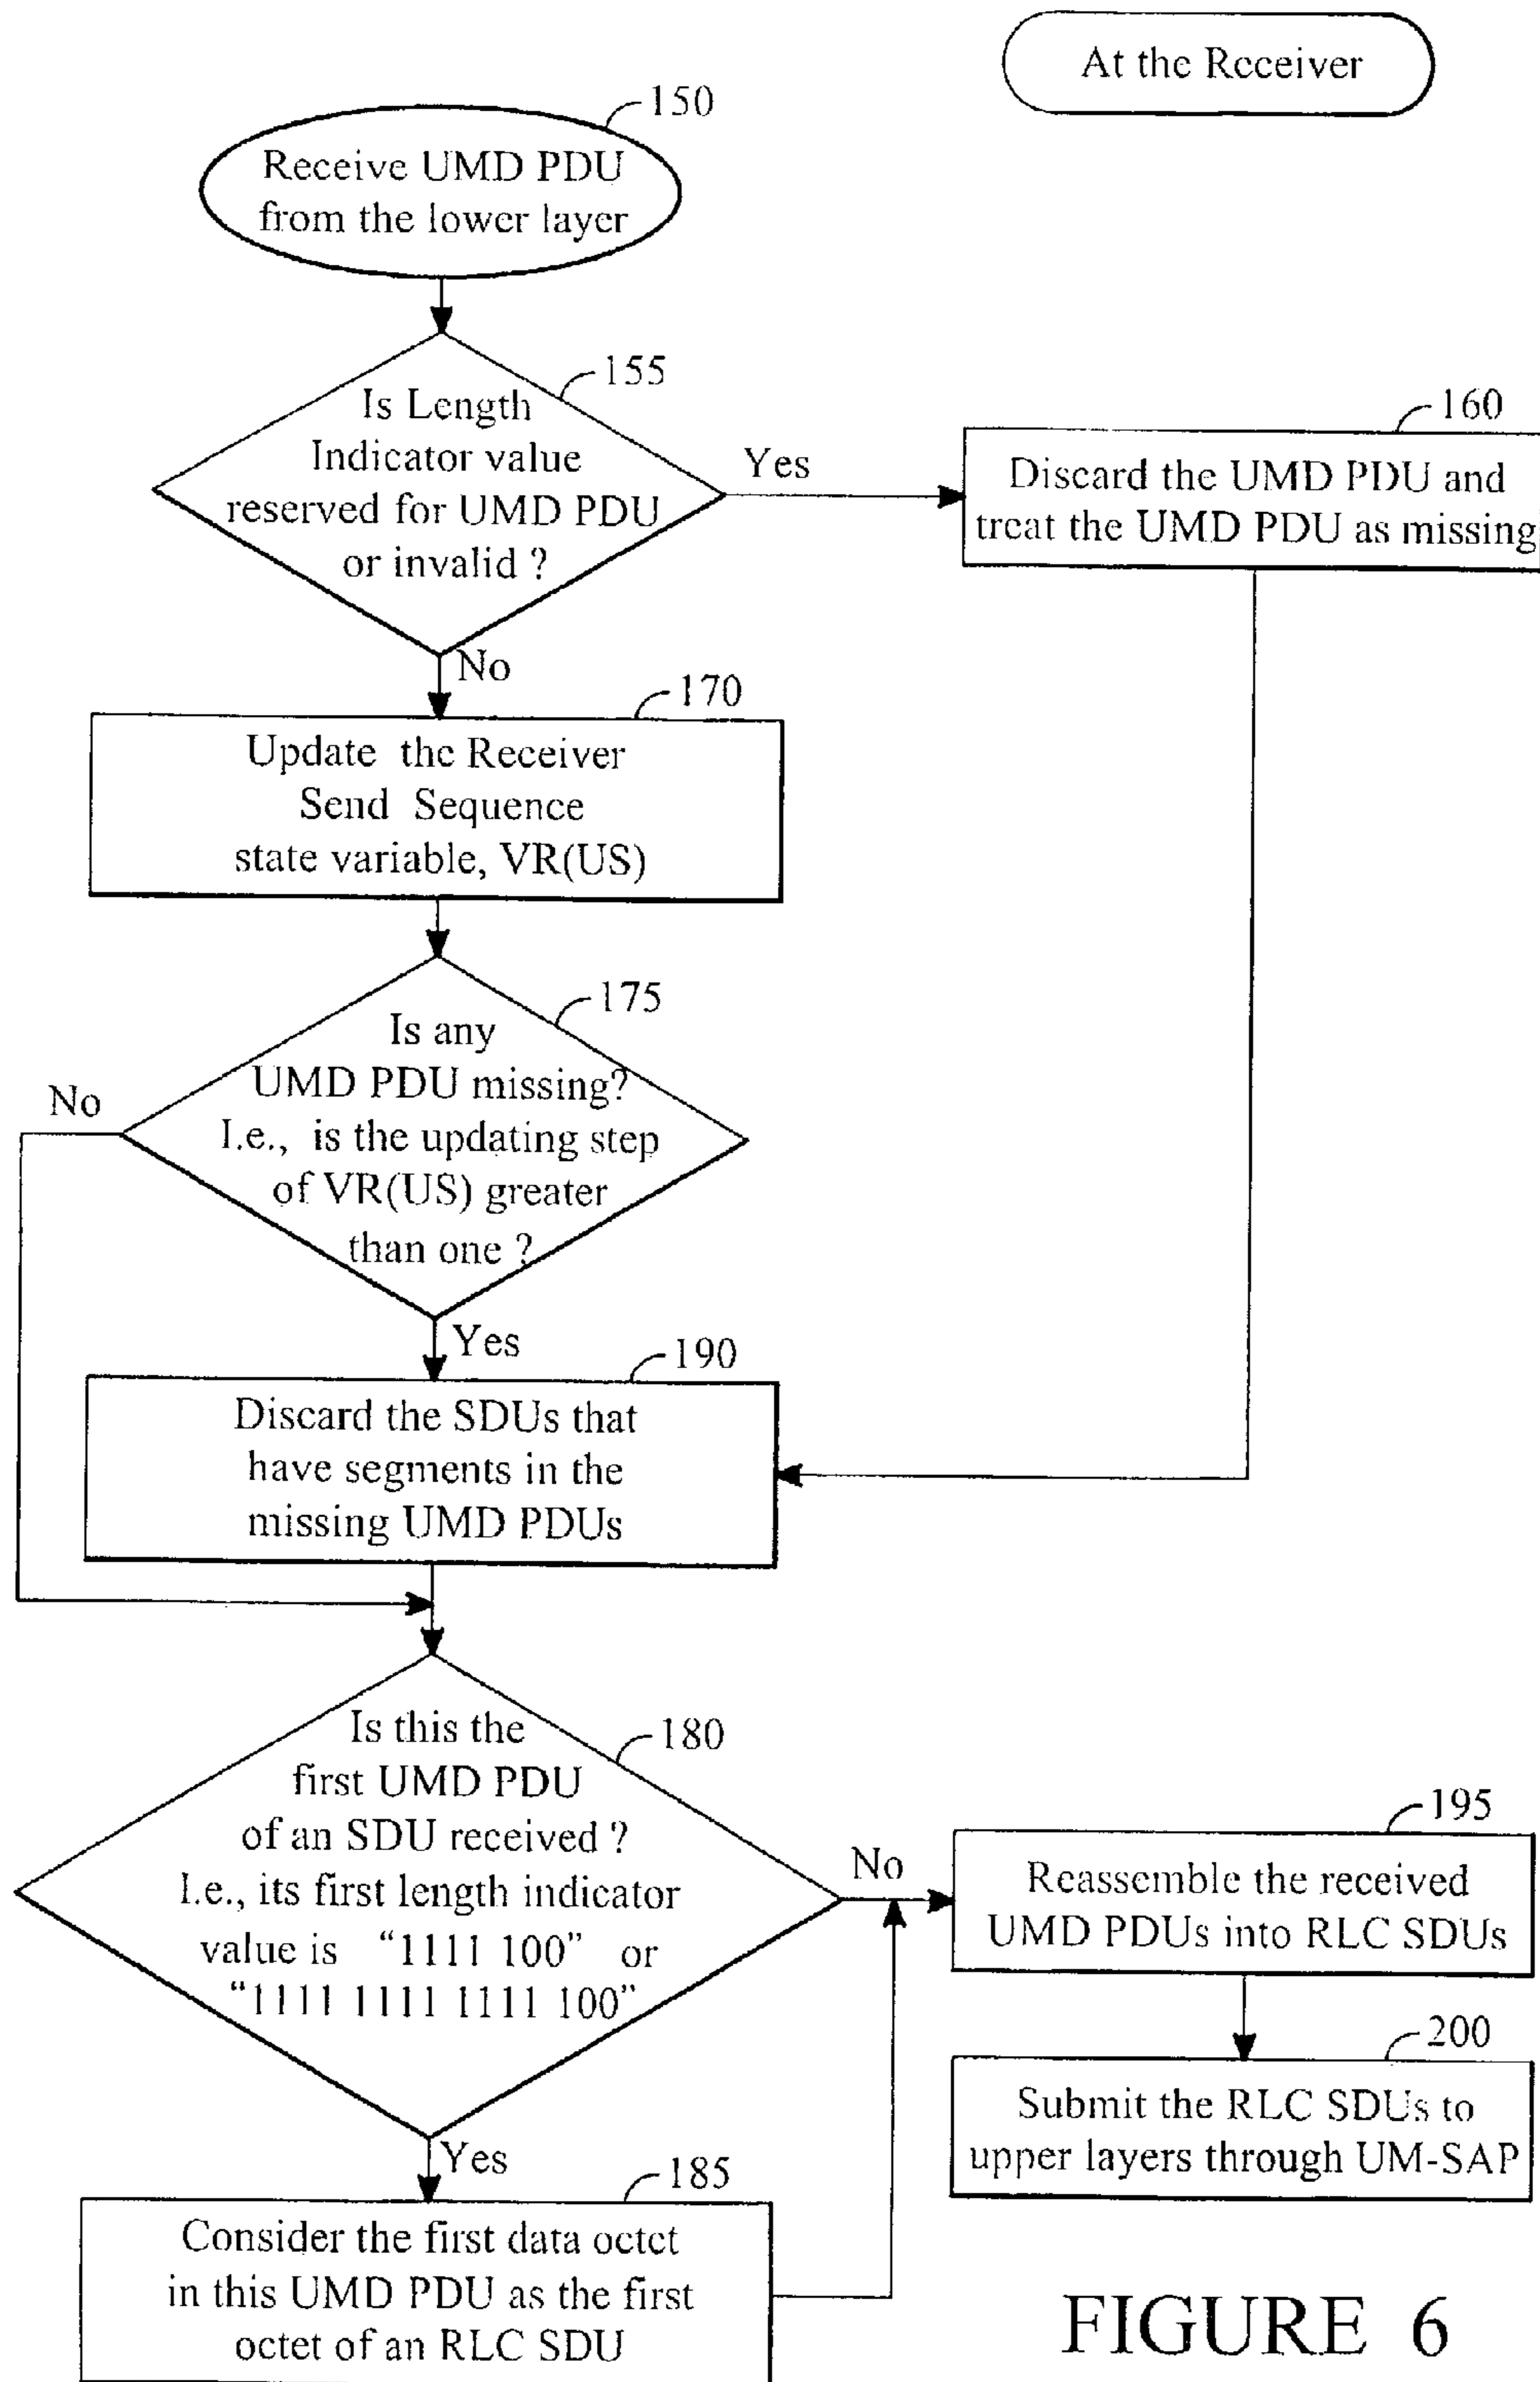 At the Receiver
150
Receive UMD PDU
from the lower layer
155
Is Length
Indicator value
reserved for UMD PDU
or invalid ?
Yes
160
Discard the UMD PDU and
treat the UMD PDU as missing
No
170
Update the Receiver
Send Sequence
state variable, VR(US)
175
Is any
UMD PDU missing?
I.e., is the updating step
of VR(US) greater
than one ?
No
Yes
190
Discard the SDUs that
have segments in the
missing UMD PDUs
180
Is this the
first UMD PDU
of an SDU received ?
I.e., its first length indicator
value is “1111 100” or
“1111 1111 1111 100”
No
195
Reassemble the received
UMD PDUs into RLC SDUs
200
Submit the RLC SDUs to
upper layers through UM-SAP
Yes
185
Consider the first data octet
in this UMD PDU as the first
octet of an RLC SDU
FIGURE 6